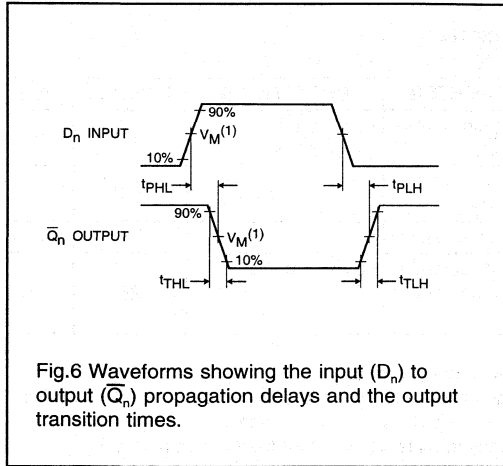 90%
Dn INPUT
VM(1)
10%
tPHL
tPLH
90%
Q̅n OUTPUT
VM(1)
10%
tTHL
tTLH
Fig.6 Waveforms showing the input (Dn) to
output (Q̅n) propagation delays and the output
transition times.